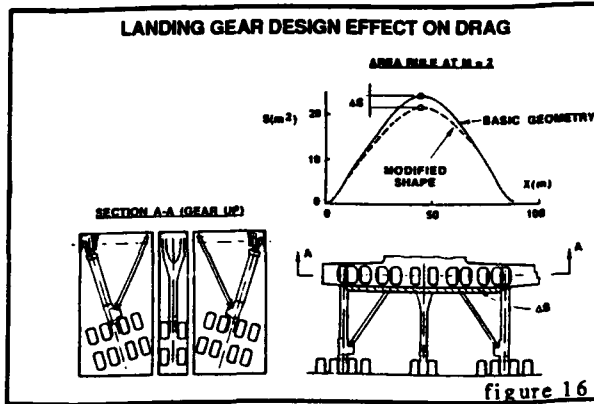 LANDING GEAR DESIGN EFFECT ON DRAG
AREA RULE AT M = 2
ΔS
S(m²)
20
10
0
BASIC GEOMETRY
MODIFIED
SHAPE
X(m)
0
50
100
SECTION A-A (GEAR UP)
A
A
ΔS
figure 16